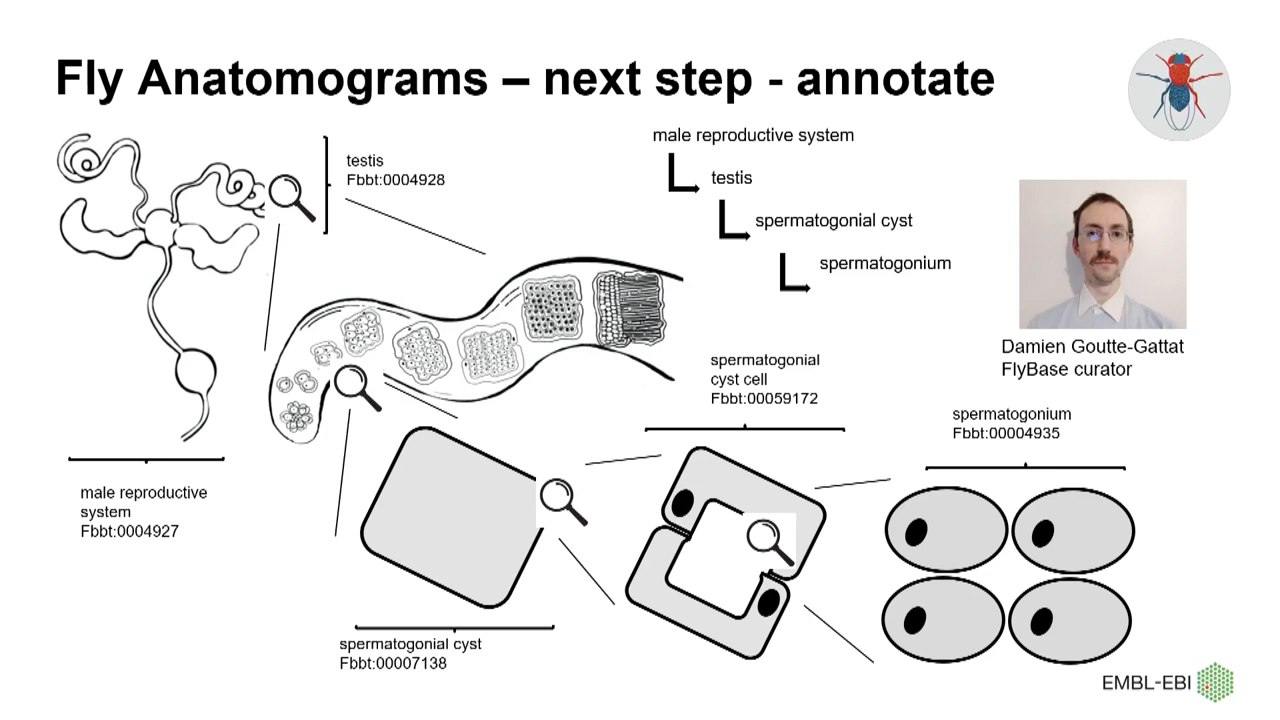 Fly Anatomograms – next step - annotate
testis
Fbbt:0004928
male reproductive system
testis
spermatogonial cyst
spermatogonium
Damien Goutte-Gattat
FlyBase curator
spermatogonial
cyst cell
Fbbt:00059172
spermatogonium
Fbbt:00004935
male reproductive
system
Fbbt:0004927
spermatogonial cyst
Fbbt:00007138
EMBL-EBI